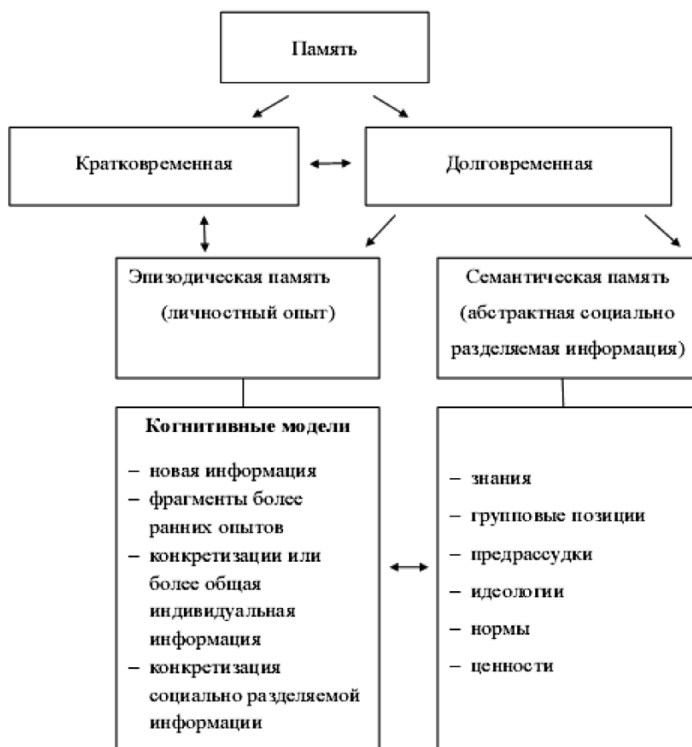 Память
Кратковременная
Долговременная
Эпизодическая память
(личностный опыт)
Семантическая память
(абстрактная социально
разделяемая информация)
Когнитивные модели
– новая информация
– фрагменты более
ранних опытов
– конкретизации или
более общая
индивидуальная
информация
– конкретизация
социально разделяемой
информации
– знания
– групповые позиции
– предрассудки
– идеологии
– нормы
– ценности